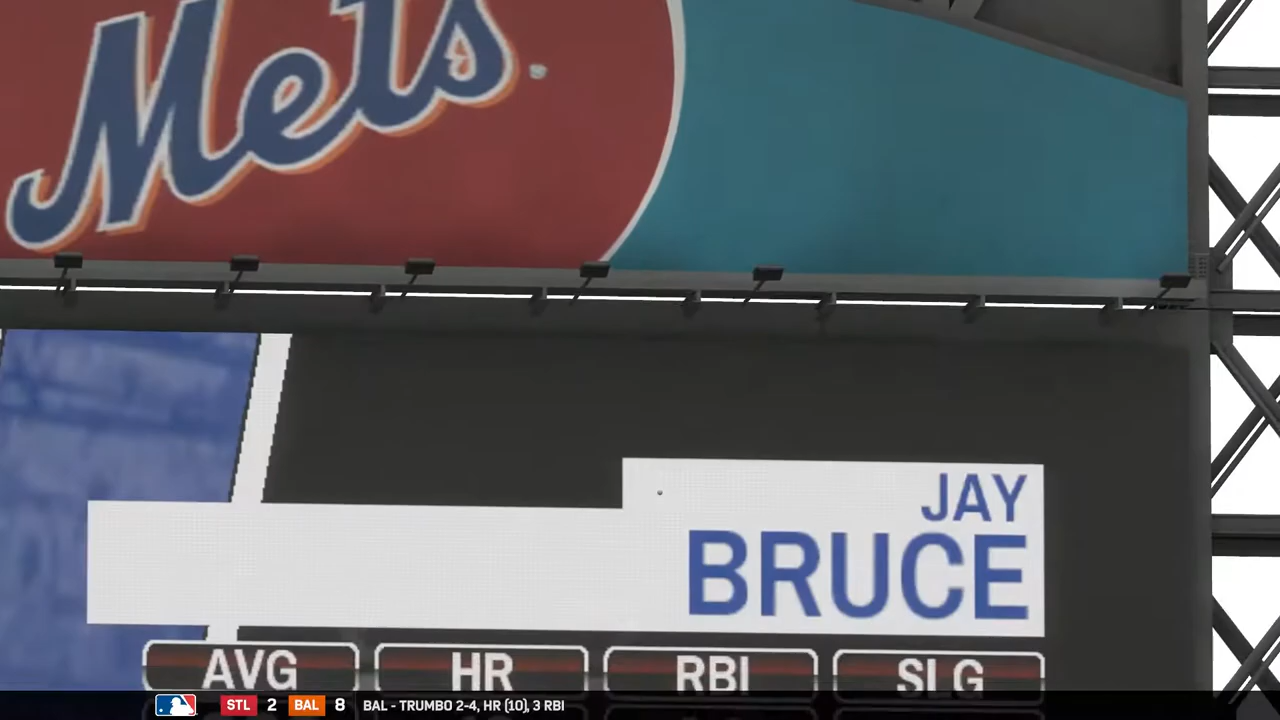 Mets
JAY
BRUCE
AVG HR RBI SLG
STL 2 BAL 8 BAL - TRUMBO 2-4, HR (10), 3 RBI